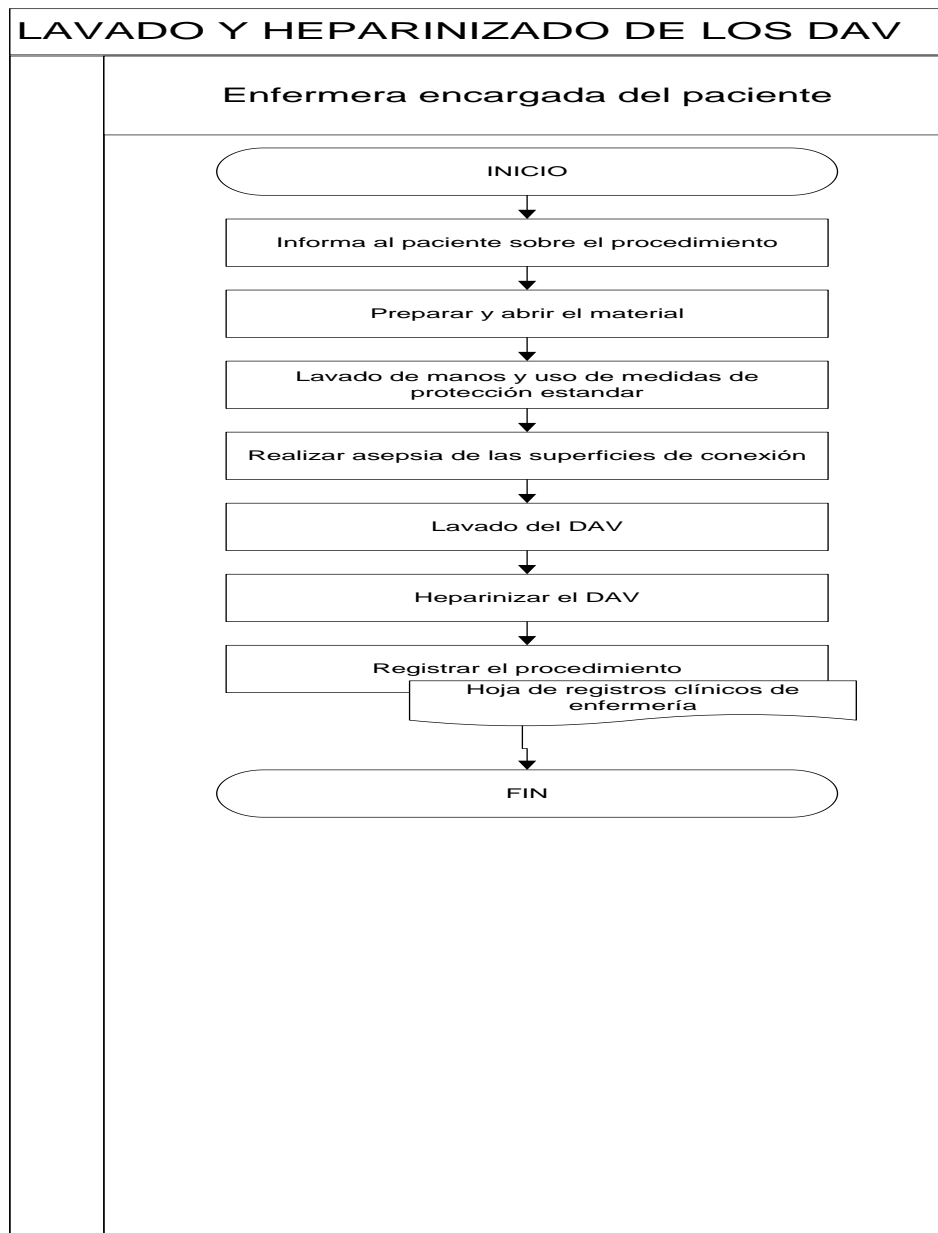 LAVADO Y HEPARINIZADO DE LOS DAV
Enfermera encargada del paciente
INICIO
Informa al paciente sobre el procedimiento
Preparar y abrir el material
Lavado de manos y uso de medidas de
protección estandar
Realizar asepsia de las superficies de conexión
Lavado del DAV
Heparinizar el DAV
Registrar el procedimiento
Hoja de registros clínicos de
enfermería
FIN